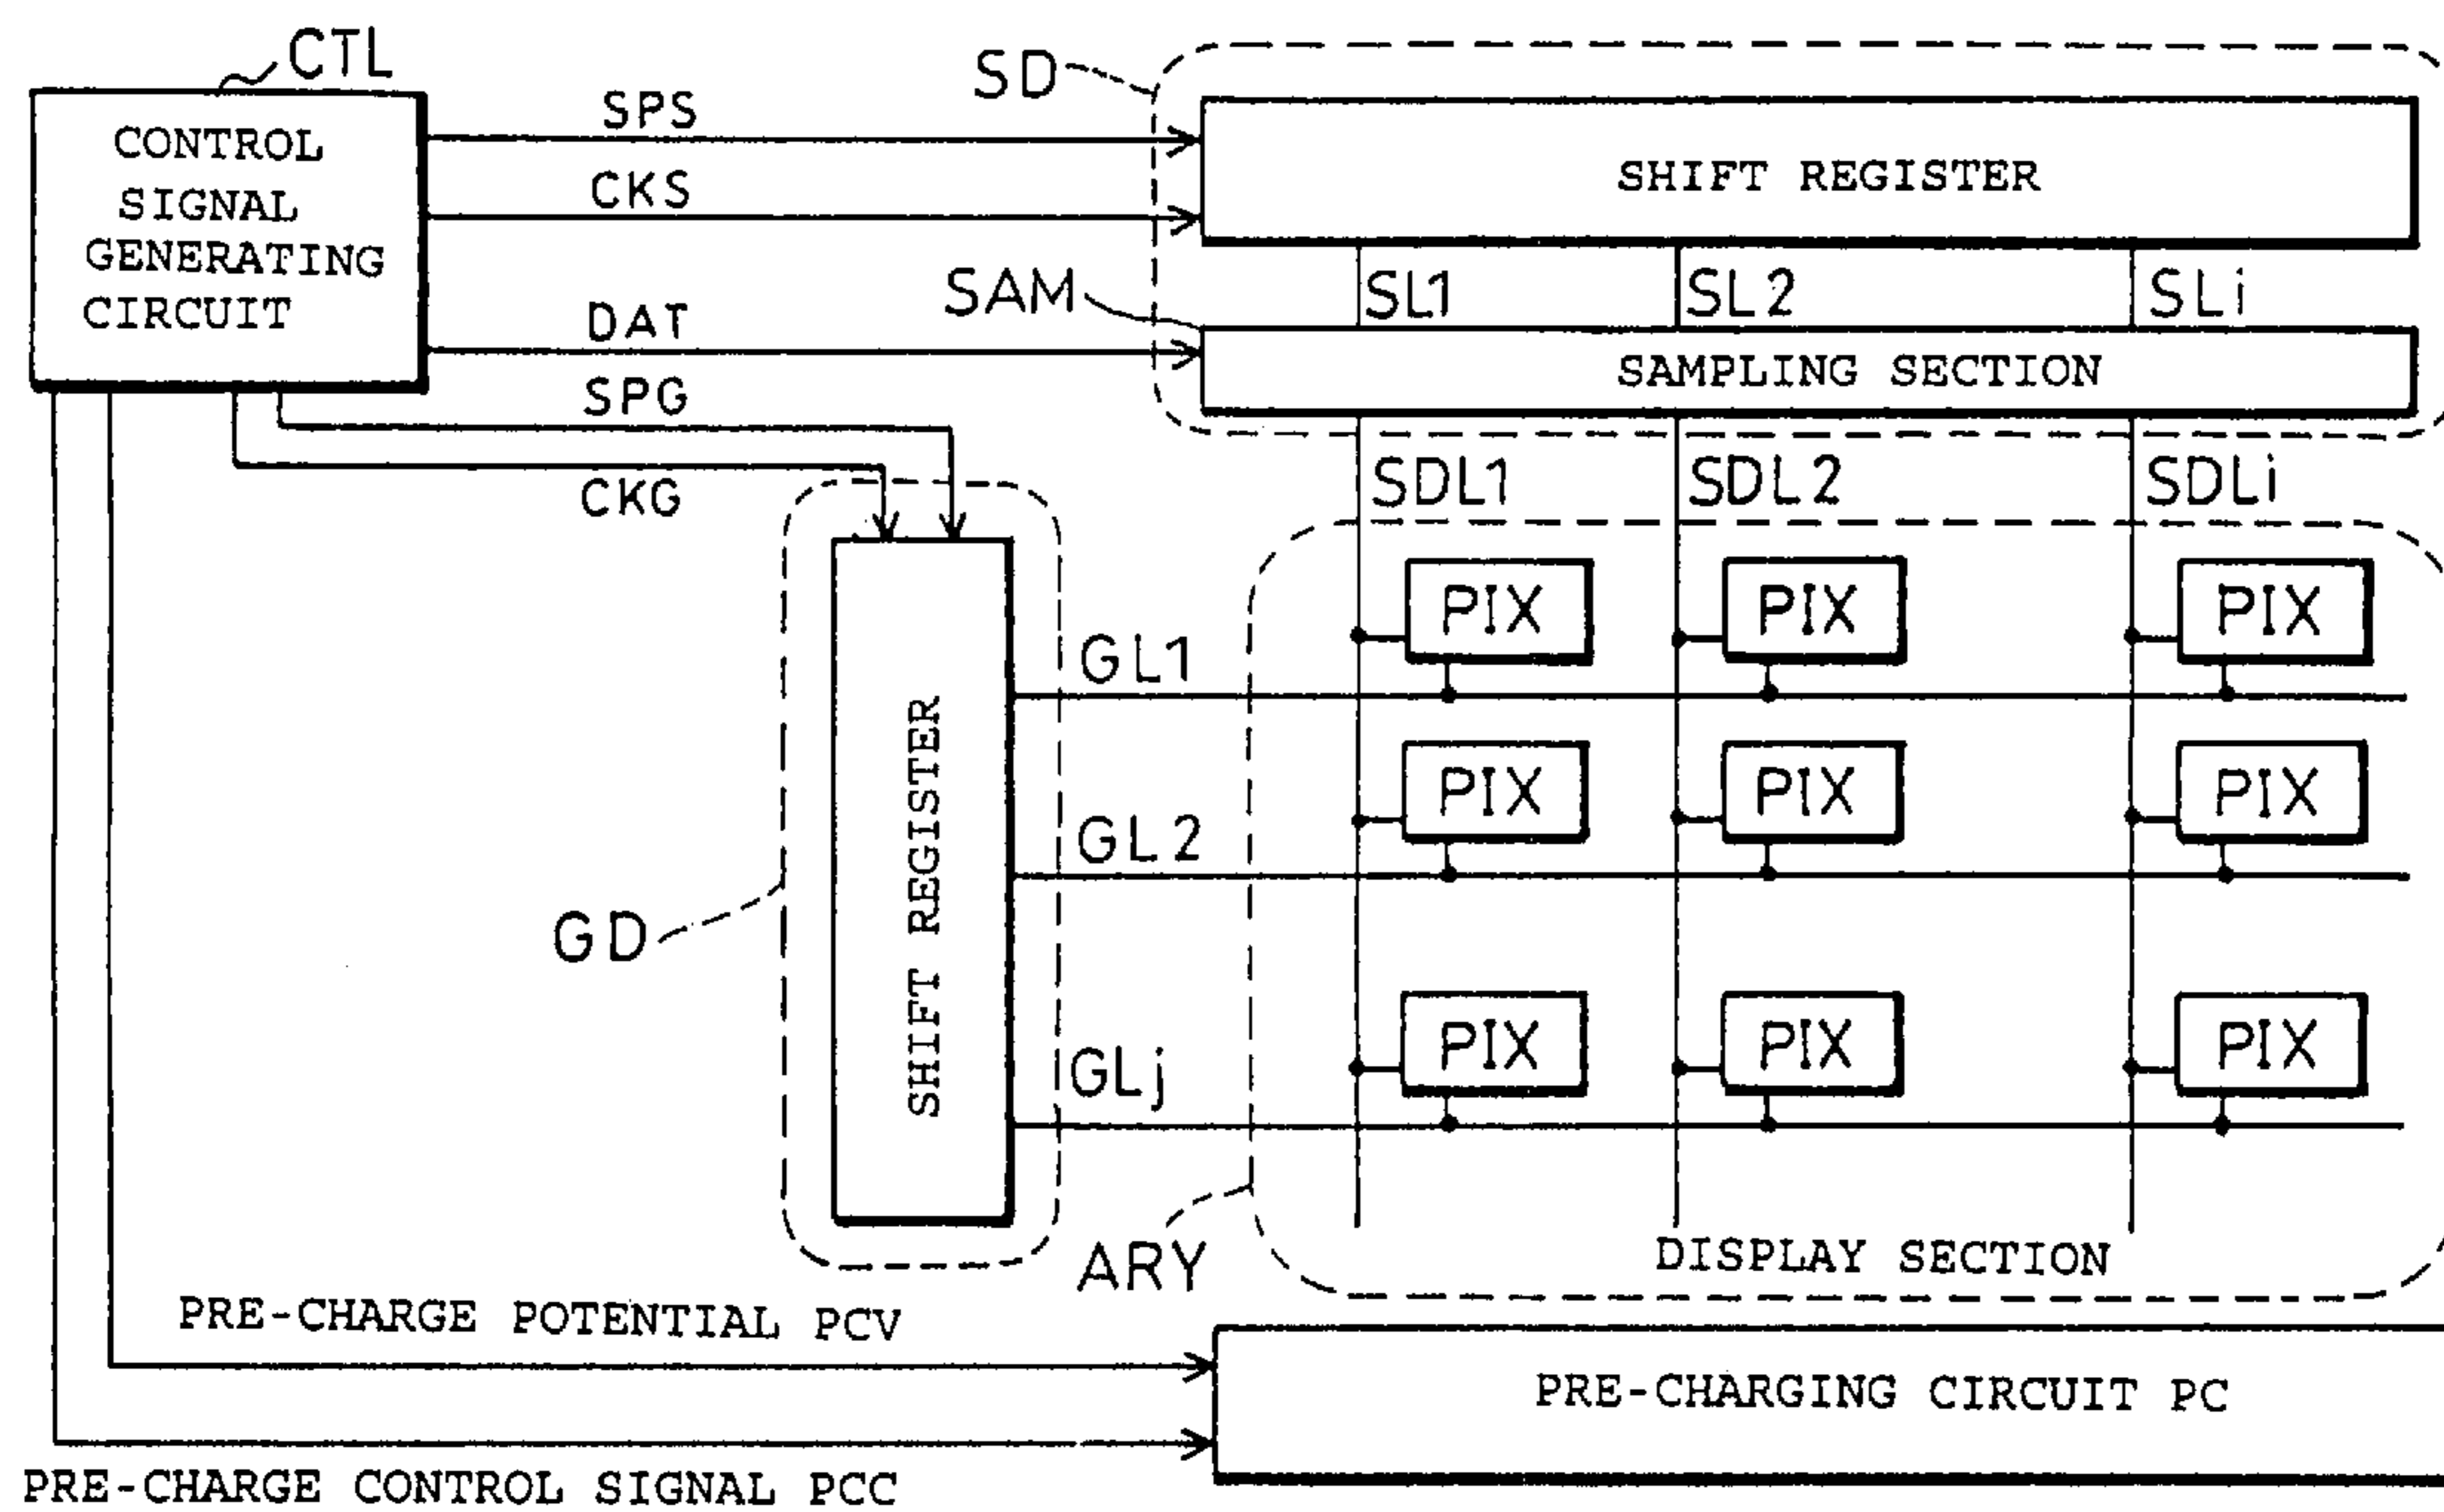 CTL
CONTROL
SIGNAL
GENERATING
CIRCUIT
SPS
CKS
DAT
SPG
CKG
SD
SHIFT REGISTER
SAM
SL1
SL2
SLi
SAMPLING SECTION
SDL1
SDL2
SDLi
GD
SHIFT REGISTER
GL1
PIX
PIX
PIX
GL2
PIX
PIX
PIX
GLj
PIX
PIX
PIX
ARY
DISPLAY SECTION
PRE-CHARGE POTENTIAL PCV
PRE-CHARGING CIRCUIT PC
PRE-CHARGE CONTROL SIGNAL PCC